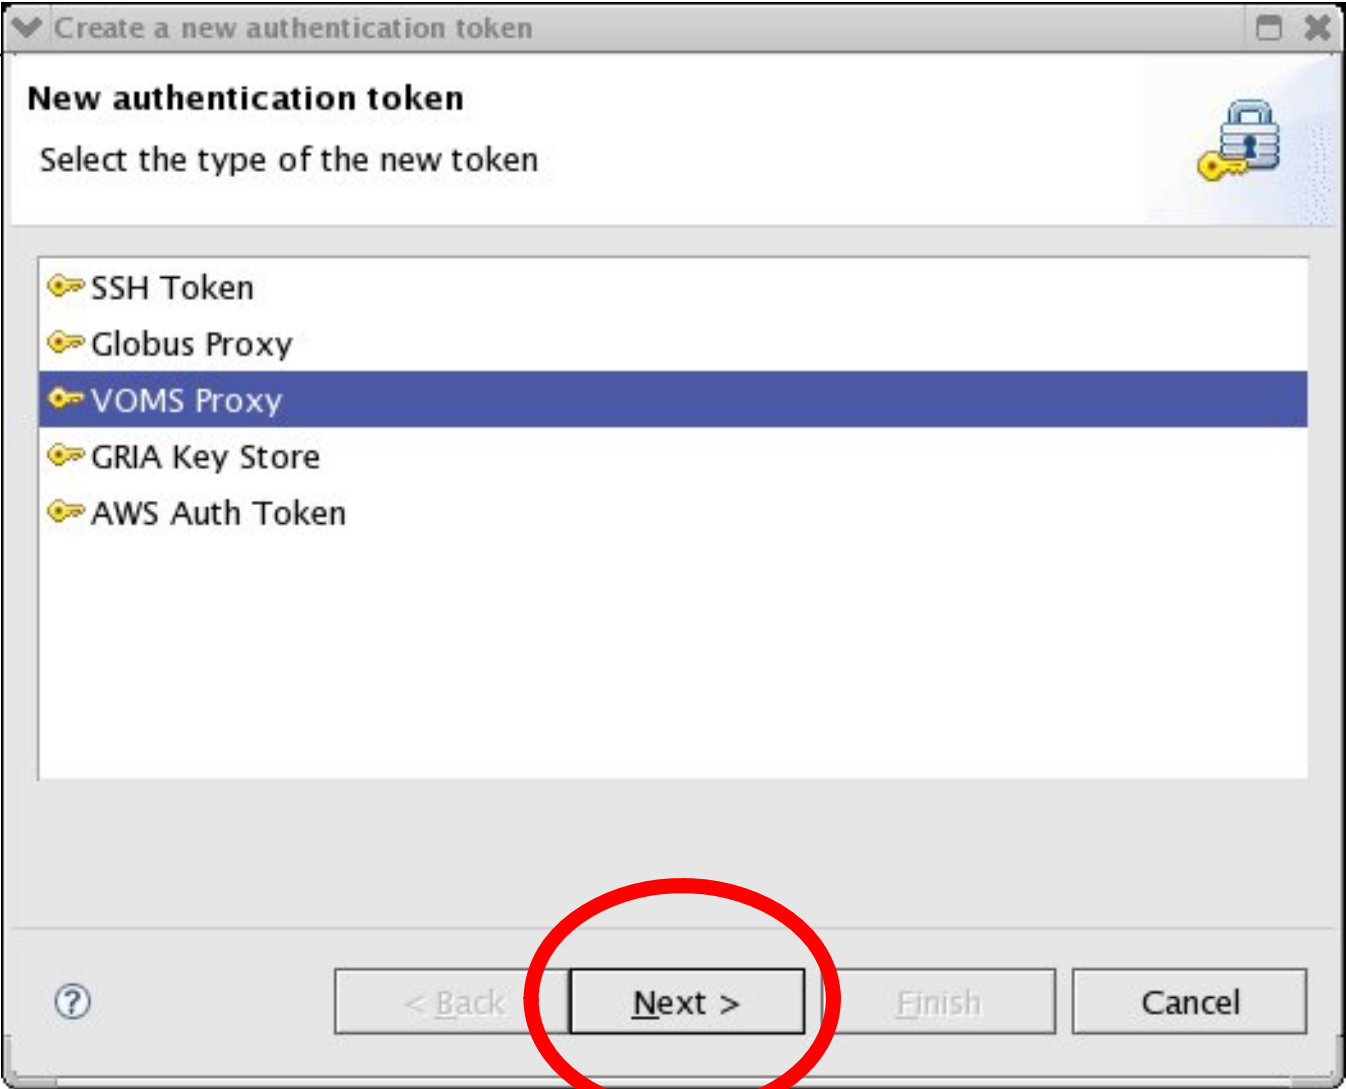 Create a new authentication token
New authentication token
Select the type of the new token
SSH Token
Globus Proxy
VOMS Proxy
GRIA Key Store
AWS Auth Token
? < Back Next > Finish Cancel